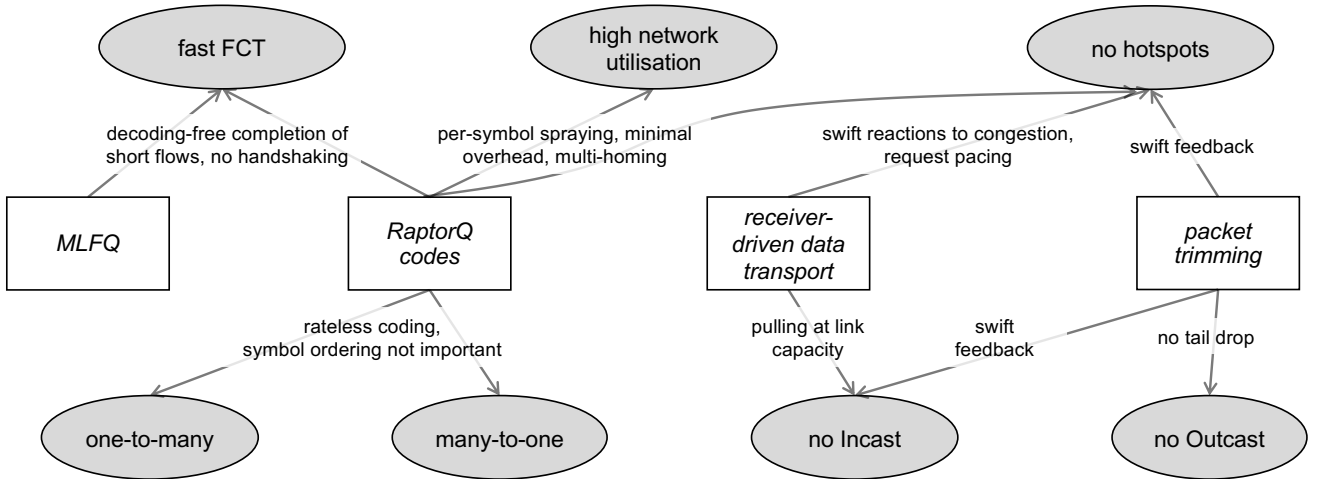 fast FCT
high network
utilisation
no hotspots
decoding-free completion of
short flows, no handshaking
per-symbol spraying, minimal
overhead, multi-homing
swift reactions to congestion,
request pacing
swift feedback
MLFQ
RaptorQ
codes
receiver-
driven data
transport
packet
trimming
rateless coding,
symbol ordering not important
pulling at link
capacity
swift
feedback
no tail drop
one-to-many
many-to-one
no Incast
no Outcast